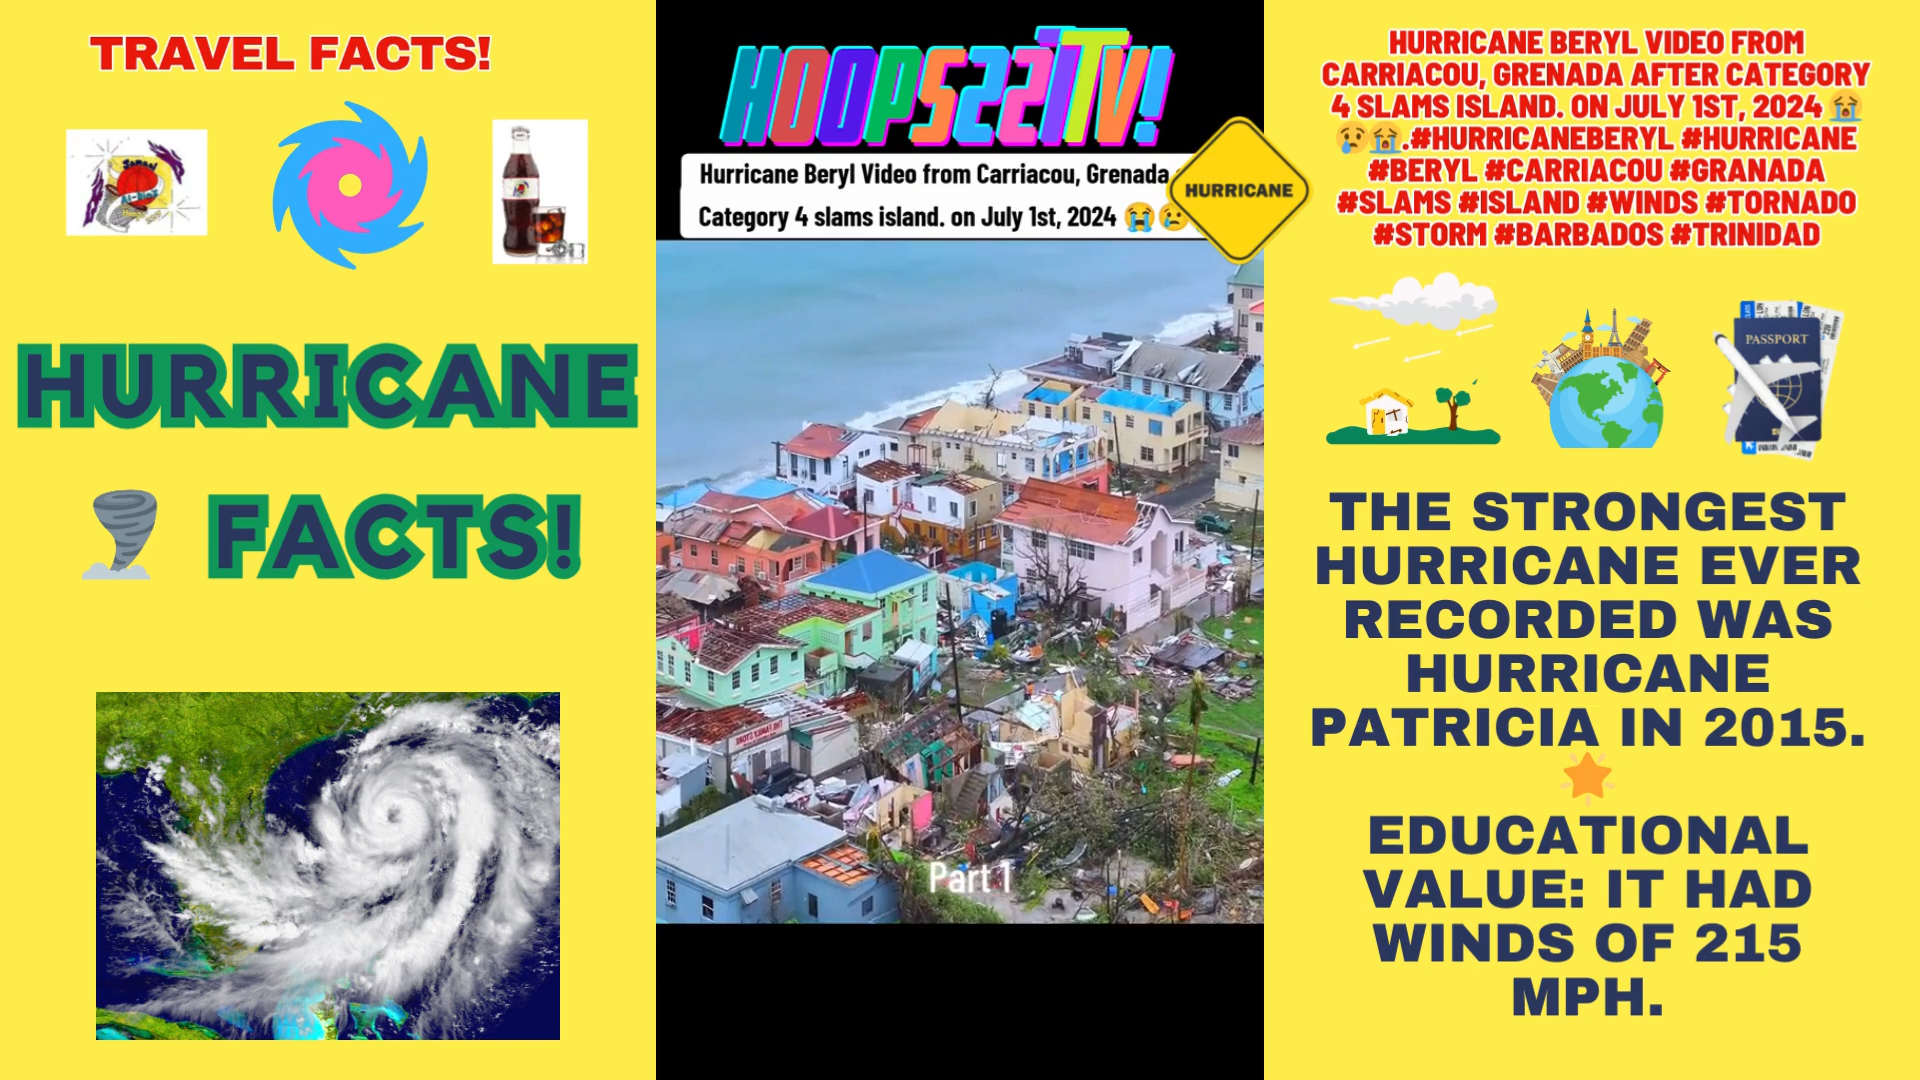 TRAVEL FACTS!
HURRICANE
FACTS!
HOOPS22TV!
Hurricane Beryl Video from Carriacou, Grenada
Category 4 slams island. on July 1st, 2024 😭😢
HURRICANE
Part 1
HURRICANE BERYL VIDEO FROM
CARRIACOU, GRENADA AFTER CATEGORY
4 SLAMS ISLAND. ON JULY 1ST, 2024 😭
😢😭.#HURRICANEBERYL #HURRICANE
#BERYL #CARRIACOU #GRANADA
#SLAMS #ISLAND #WINDS #TORNADO
#STORM #BARBADOS #TRINIDAD
PASSPORT
THE STRONGEST
HURRICANE EVER
RECORDED WAS
HURRICANE
PATRICIA IN 2015.
🌟
EDUCATIONAL
VALUE: IT HAD
WINDS OF 215
MPH.